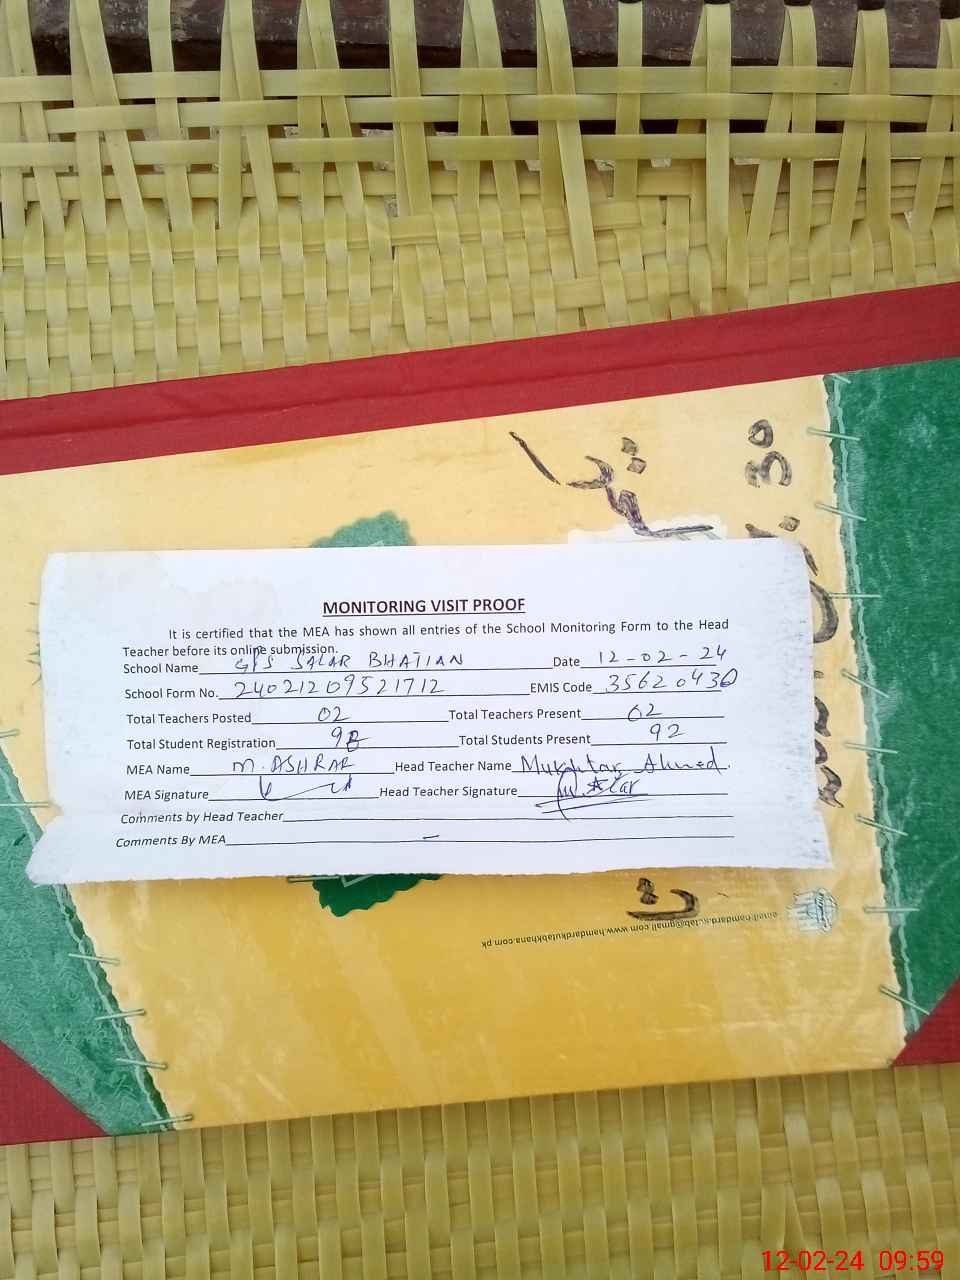 MONITORING VISIT PROOF
It is certified that the MEA has shown all entries of the School Monitoring Form to the Head
Teacher before its online submission.
School Name GPS SALAR BHATIAN Date 12-02-24
School Form No. 24021209521712 EMIS Code 35620430
Total Teachers Posted 02 Total Teachers Present 02
Total Student Registration Total Students Present 92
MEA Name M. ASHRAF Head Teacher Name Mukhtar Ahmed.
MEA Signature Head Teacher Signature
Comments by Head Teacher
Comments By MEA -
www.hamdardkutabkhana.com.pk
12-02-24 09:59